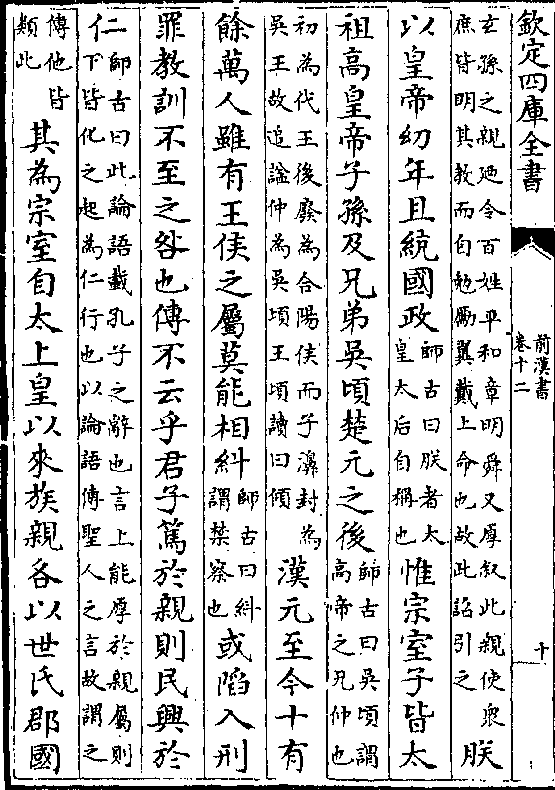 欽定四庫全書
前漢書
卷十二
十
玄孫之親廼令百姓平和章明舜又厚叙此親使衆
庶皆明其教而自勉勵翼戴上命也故此詔引之
朕
以皇帝幼年且統國政
師古曰朕者太
皇太后自稱也
惟宗室子皆太
祖高皇帝子孫及兄弟吳頃楚元之後
師古曰吳頃謂
高帝之兄仲也
初為代王後廢為合陽侯而子濞封為
吳王故追諡仲為吳頃王頃讀曰傾
漢元至今十有
餘萬人雖有王侯之屬莫能相糾
師古曰糾
謂禁察也
或陷入刑
罪教訓不至之咎也傳不云乎君子篤於親則民興於
仁
師古曰此論語載孔子之辭也言上能厚於親屬則
下皆化之起為仁行也以論語傳聖人之言故謂之
傳他皆
類此
其為宗室自太上皇以來族親各以世氏郡國